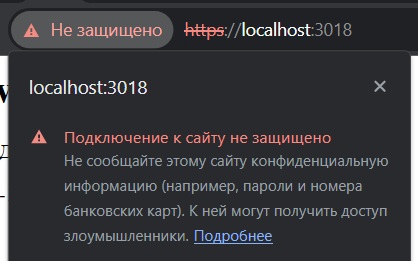 Не защищено https://localhost:3018
localhost:3018
Подключение к сайту не защищено
Не сообщайте этому сайту конфиденциальную
информацию (например, пароли и номера
банковских карт). К ней могут получить доступ
злоумышленники. Подробнее